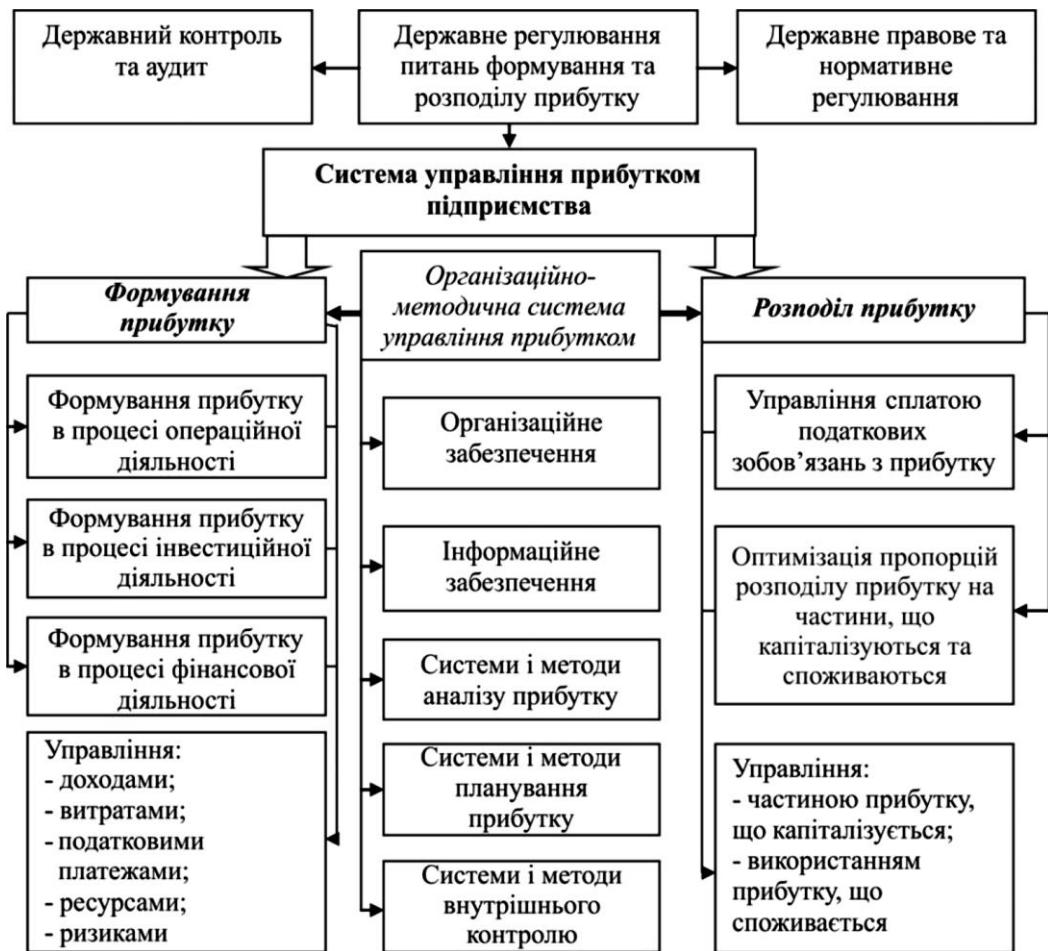 Державний контроль
та аудит
Державне регулювання
питань формування та
розподілу прибутку
Державне правове та
нормативне
регулювання
Система управління прибутком
підприємства
Формування
прибутку
Організаційно-
методична система
управління прибутком
Розподіл прибутку
Формування прибутку
в процесі операційної
діяльності
Формування прибутку
в процесі інвестиційної
діяльності
Формування прибутку
в процесі фінансової
діяльності
Управління:
- доходами;
- витратами;
- податковими
платежами;
- ресурсами;
- ризиками
Організаційне
забезпечення
Інформаційне
забезпечення
Системи і методи
аналізу прибутку
Системи і методи
планування
прибутку
Системи і методи
внутрішнього
контролю
Управління сплатою
податкових
зобов’язань з прибутку
Оптимізація пропорцій
розподілу прибутку на
частини, що
капіталізуються та
споживаються
Управління:
- частиною прибутку,
що капіталізується;
- використанням
прибутку, що
споживається